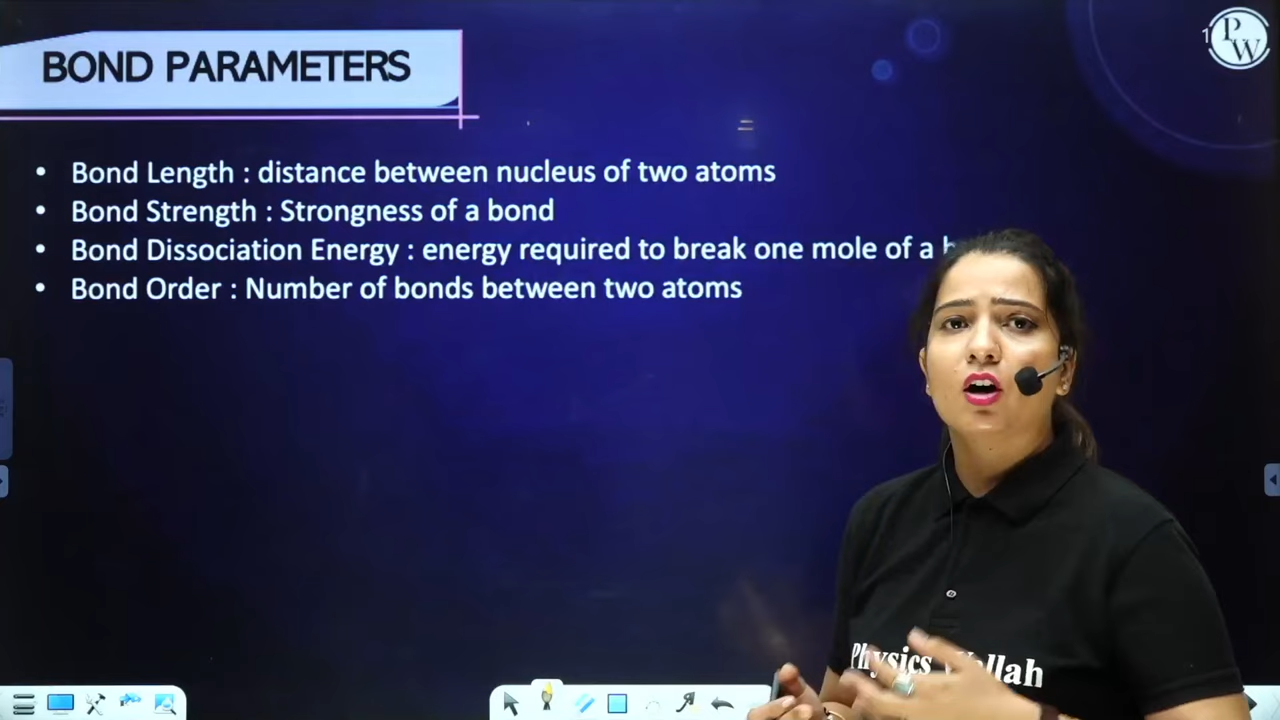 BOND PARAMETERS
PW
• Bond Length : distance between nucleus of two atoms
• Bond Strength : Strongness of a bond
• Bond Dissociation Energy : energy required to break one mole of a
• Bond Order : Number of bonds between two atoms
=
Physics Wallah